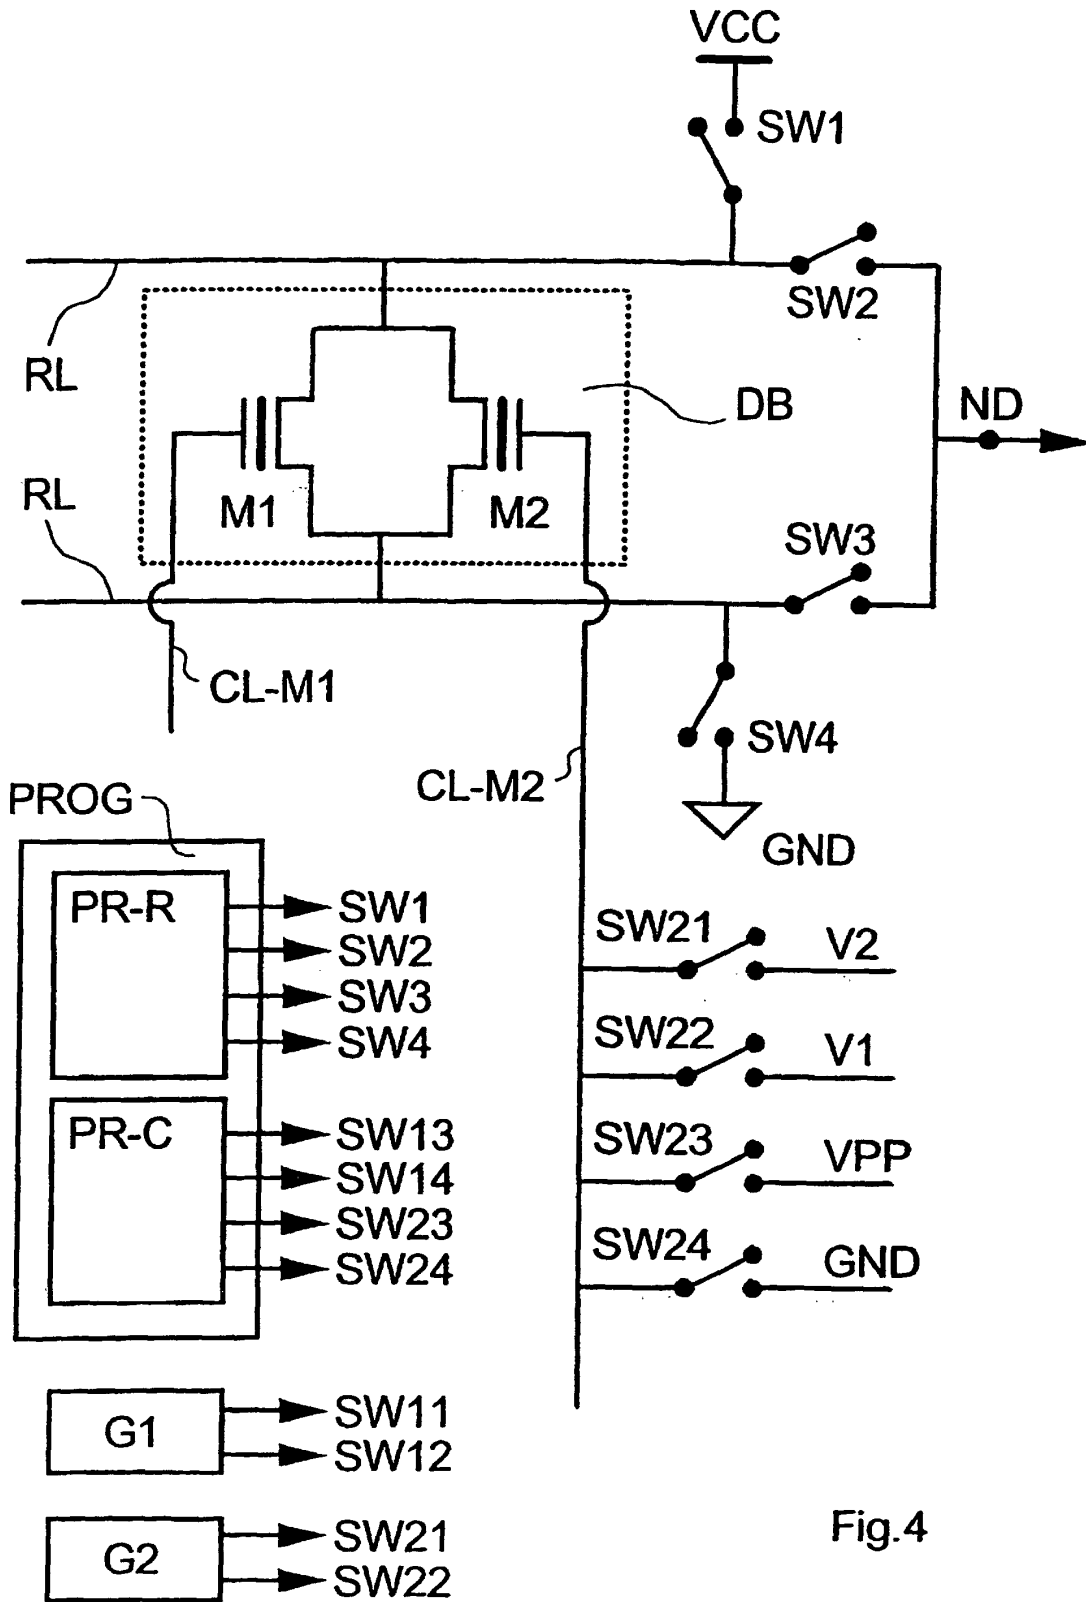 VCC
SW1
SW2
RL
DB
ND
RL
M1
M2
SW3
CL-M1
SW4
CL-M2
PROG
GND
PR-R
SW1
SW2
SW3
SW4
SW21
V2
SW22
V1
PR-C
SW13
SW14
SW23
SW24
SW23
VPP
SW24
GND
G1
SW11
SW12
G2
SW21
SW22
Fig.4